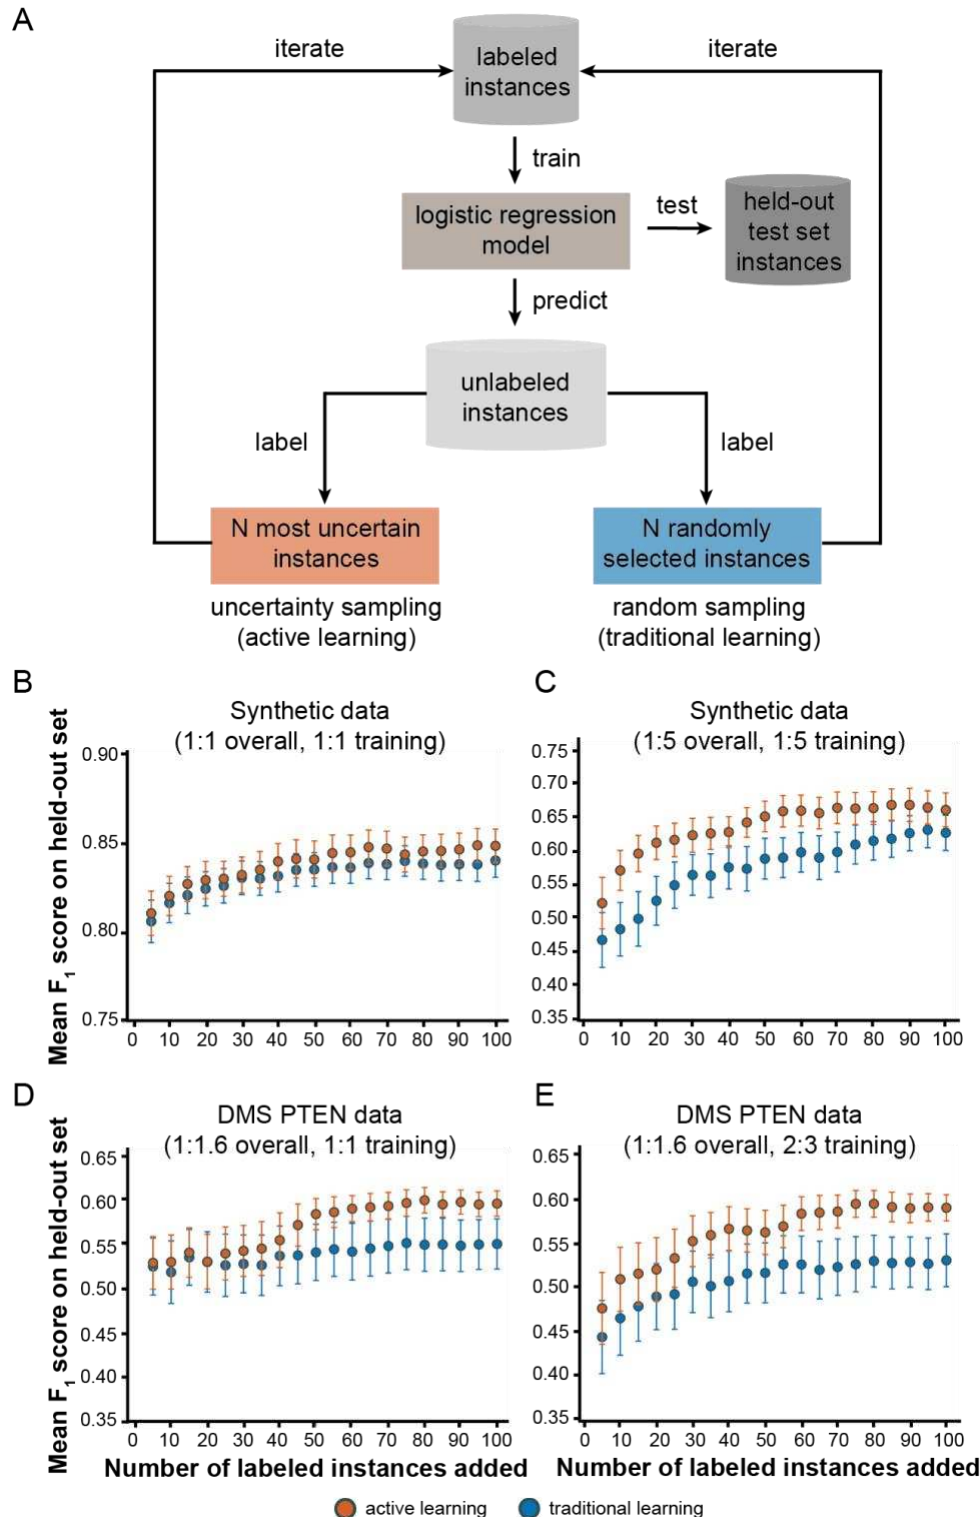 A
iterate
iterate
labeled
instances
train
logistic regression
model
test
held-out
test set
instances
predict
unlabeled
instances
label
label
N most uncertain
instances
N randomly
selected instances
uncertainty sampling
(active learning)
random sampling
(traditional learning)
B
Synthetic data
(1:1 overall, 1:1 training)
Mean F₁ score on held-out set
0.90
0.85
0.80
0.75
0 10 20 30 40 50 60 70 80 90 100
C
Synthetic data
(1:5 overall, 1:5 training)
0.75
0.70
0.65
0.60
0.55
0.50
0.45
0.40
0.35
0 10 20 30 40 50 60 70 80 90 100
D
DMS PTEN data
(1:1.6 overall, 1:1 training)
Mean F₁ score on held-out set
0.65
0.60
0.55
0.50
0.45
0.40
0.35
0 10 20 30 40 50 60 70 80 90 100
Number of labeled instances added
E
DMS PTEN data
(1:1.6 overall, 2:3 training)
0.65
0.60
0.55
0.50
0.45
0.40
0.35
0 10 20 30 40 50 60 70 80 90 100
Number of labeled instances added
active learning
traditional learning